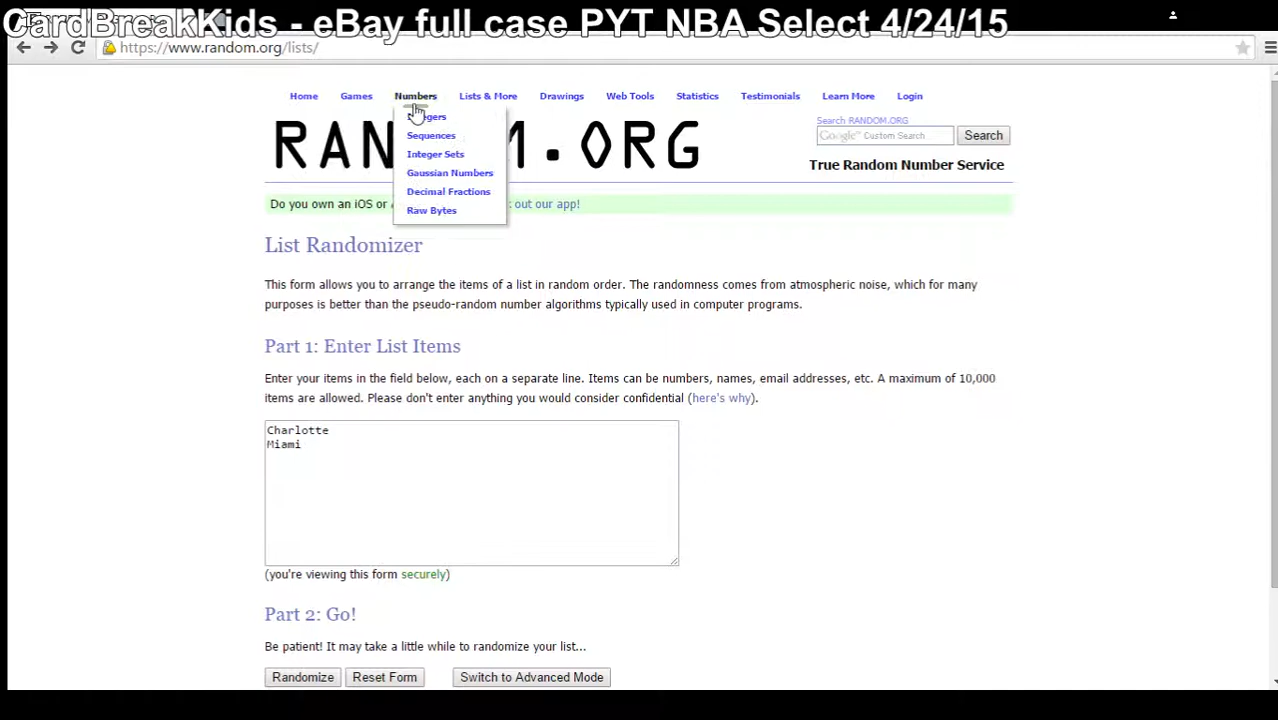 CardBreakKids - eBay full case PYT NBA Select 4/24/15
https://www.random.org/lists/
Home Games Numbers Lists & More Drawings Web Tools Statistics Testimonials Learn More Login
Sequences
Integer Sets
Gaussian Numbers
Decimal Fractions
Raw Bytes
Search RANDOM.ORG
Google Custom Search Search
True Random Number Service
Do you own an iOS or out our app!
List Randomizer
This form allows you to arrange the items of a list in random order. The randomness comes from atmospheric noise, which for many
purposes is better than the pseudo-random number algorithms typically used in computer programs.
Part 1: Enter List Items
Enter your items in the field below, each on a separate line. Items can be numbers, names, email addresses, etc. A maximum of 10,000
items are allowed. Please don't enter anything you would consider confidential (here's why).
Charlotte
Miami
(you're viewing this form securely)
Part 2: Go!
Be patient! It may take a little while to randomize your list...
Randomize Reset Form Switch to Advanced Mode